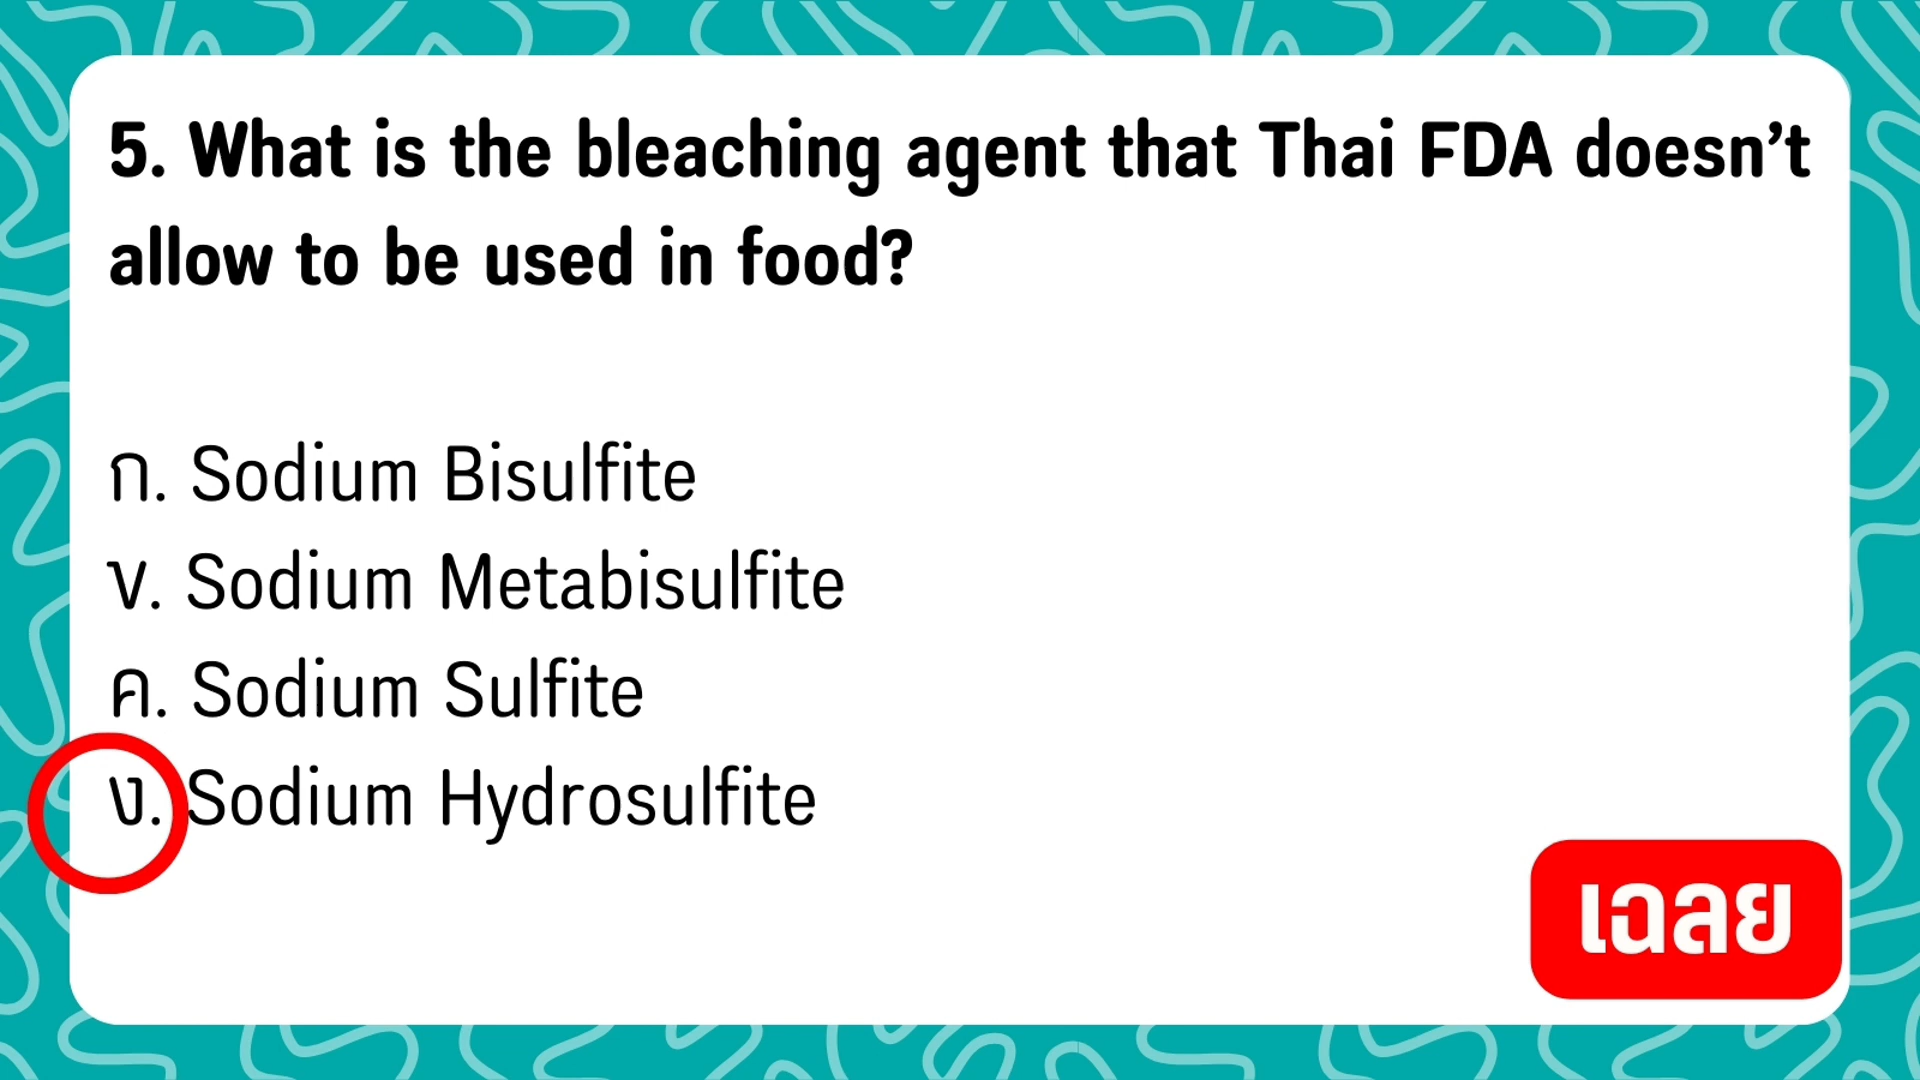 5. What is the bleaching agent that Thai FDA doesn’t
allow to be used in food?
ก. Sodium Bisulfite
ข. Sodium Metabisulfite
ค. Sodium Sulfite
ง. Sodium Hydrosulfite
เฉลย